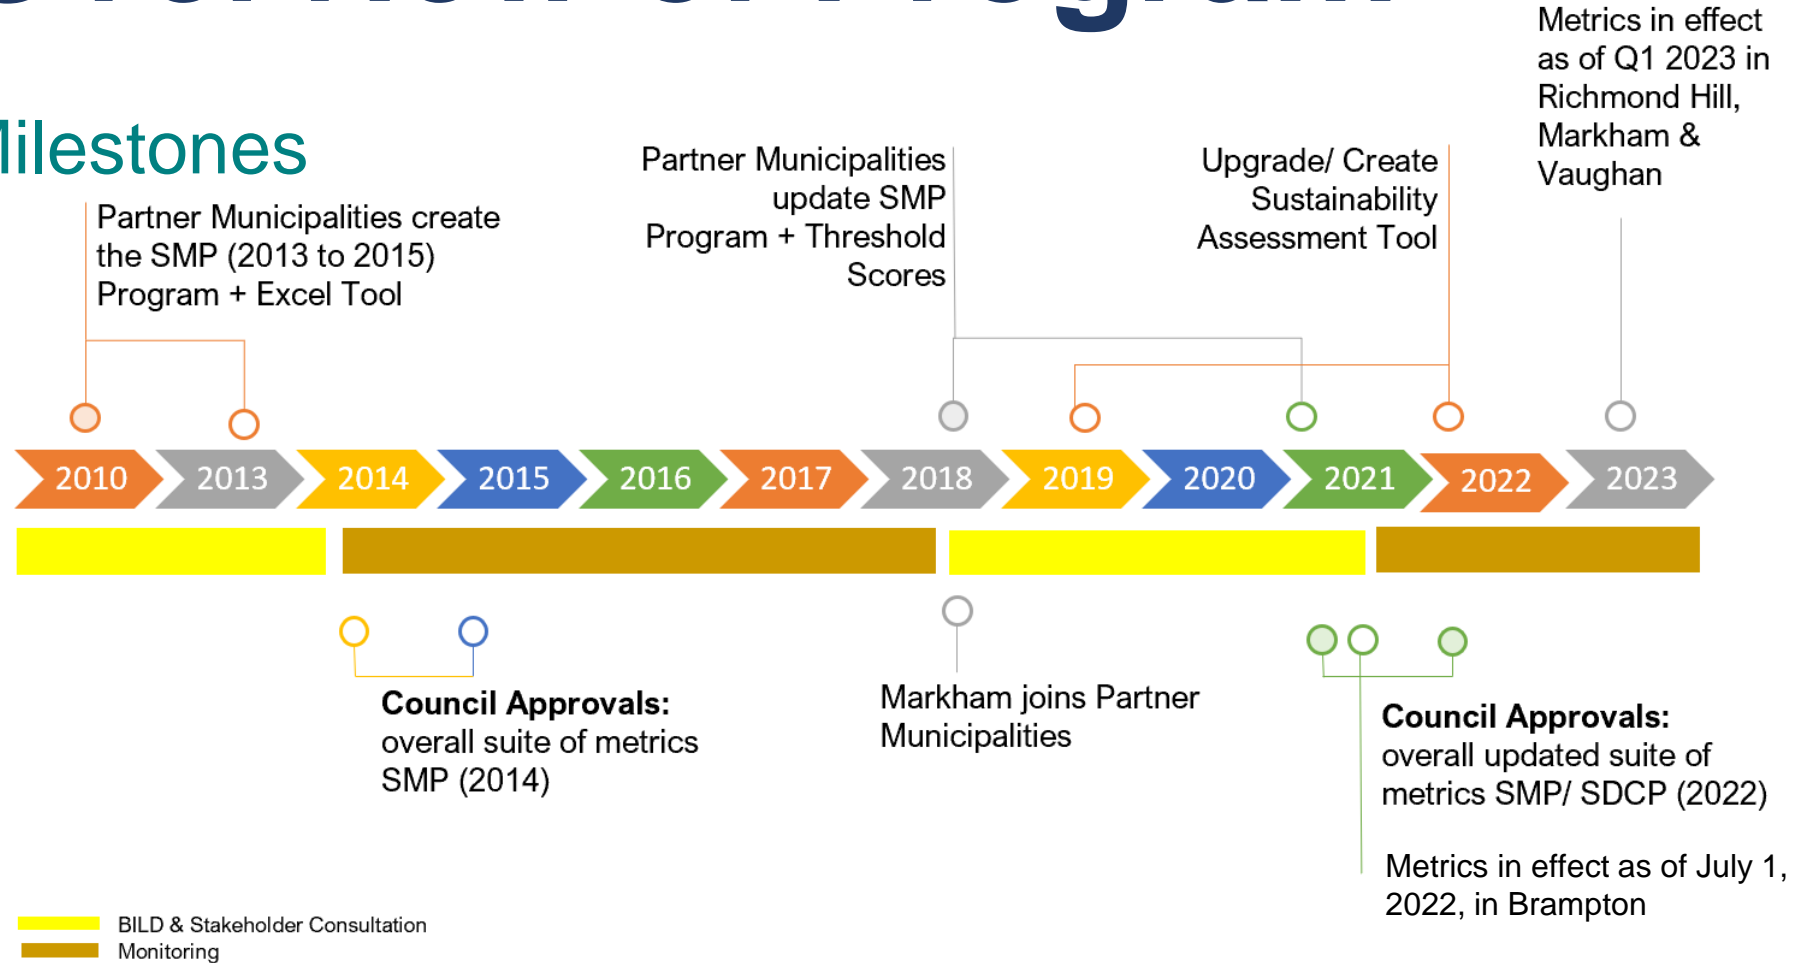 Overview of Program
Milestones
Metrics in effect
as of Q1 2023 in
Richmond Hill,
Markham &
Vaughan
Partner Municipalities create
the SMP (2013 to 2015)
Program + Excel Tool
Partner Municipalities
update SMP
Program + Threshold
Scores
Upgrade/ Create
Sustainability
Assessment Tool
2010 2013 2014 2015 2016 2017 2018 2019 2020 2021 2022 2023
Council Approvals:
overall suite of metrics
SMP (2014)
Markham joins Partner
Municipalities
Council Approvals:
overall updated suite of
metrics SMP/ SDCP (2022)
Metrics in effect as of July 1,
2022, in Brampton
BILD & Stakeholder Consultation
Monitoring